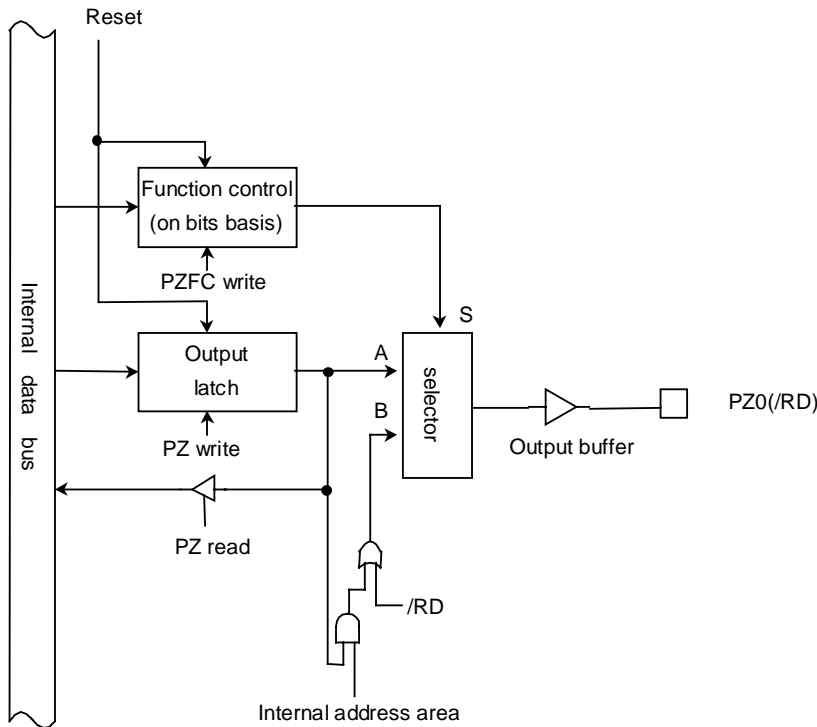 Reset
Function control
(on bits basis)
PZFC write
Internal data bus
S
Output
latch
A
selector
B
PZ write
Output buffer
PZ0(/RD)
PZ read
/RD
Internal address area